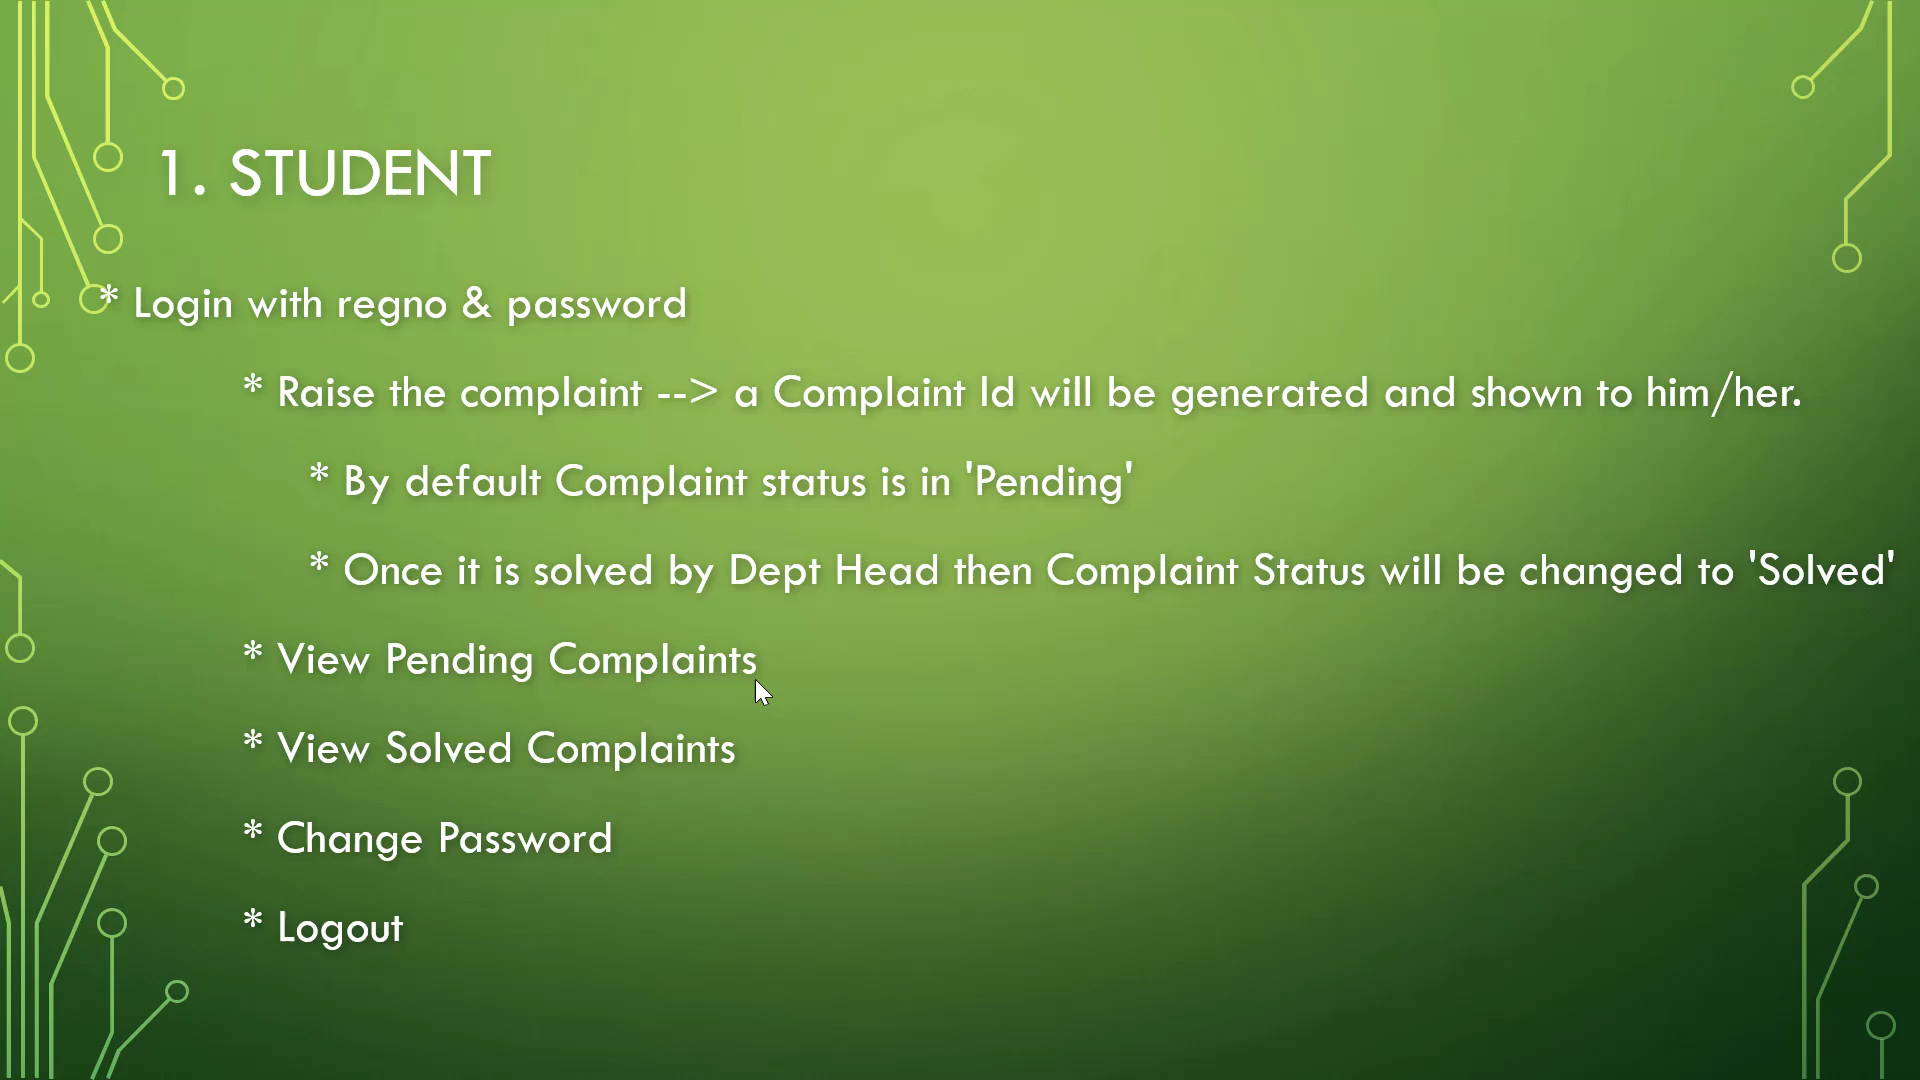 1. STUDENT
* Login with regno & password
* Raise the complaint --> a Complaint Id will be generated and shown to him/her.
* By default Complaint status is in 'Pending'
* Once it is solved by Dept Head then Complaint Status will be changed to 'Solved'
* View Pending Complaints
* View Solved Complaints
* Change Password
* Logout